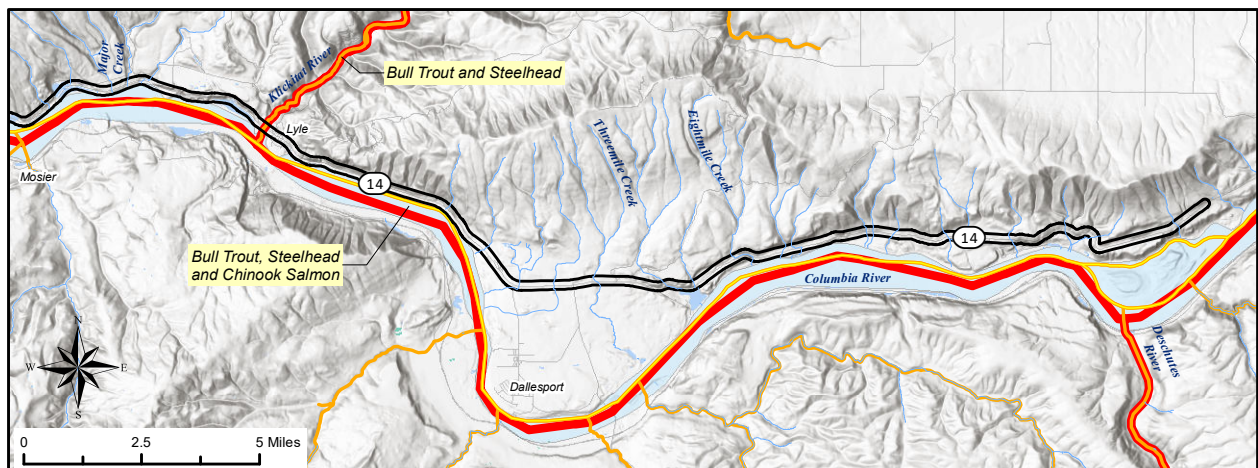 Major
Creek
Klickitat River
Bull Trout and Steelhead
Lyle
Mosier
14
Threemile Creek
Eightmile Creek
Bull Trout, Steelhead
and Chinook Salmon
14
Columbia River
Deschutes
River
Dallesport
N
W
E
S
0
2.5
5 Miles